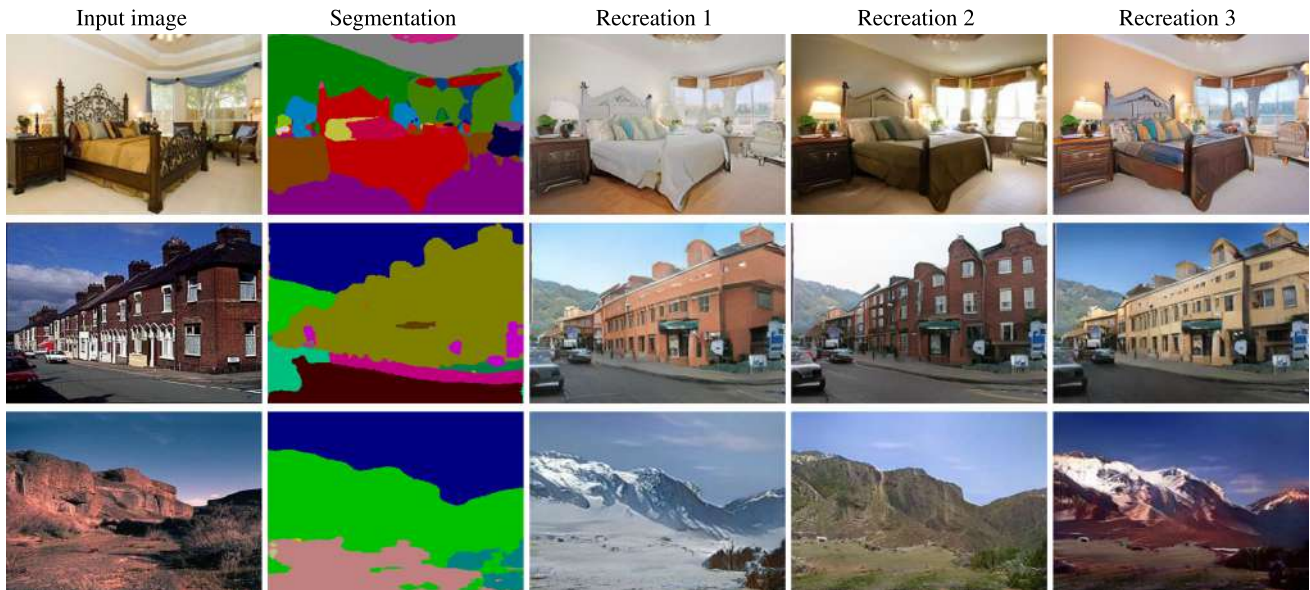 Input image
Segmentation
Recreation 1
Recreation 2
Recreation 3